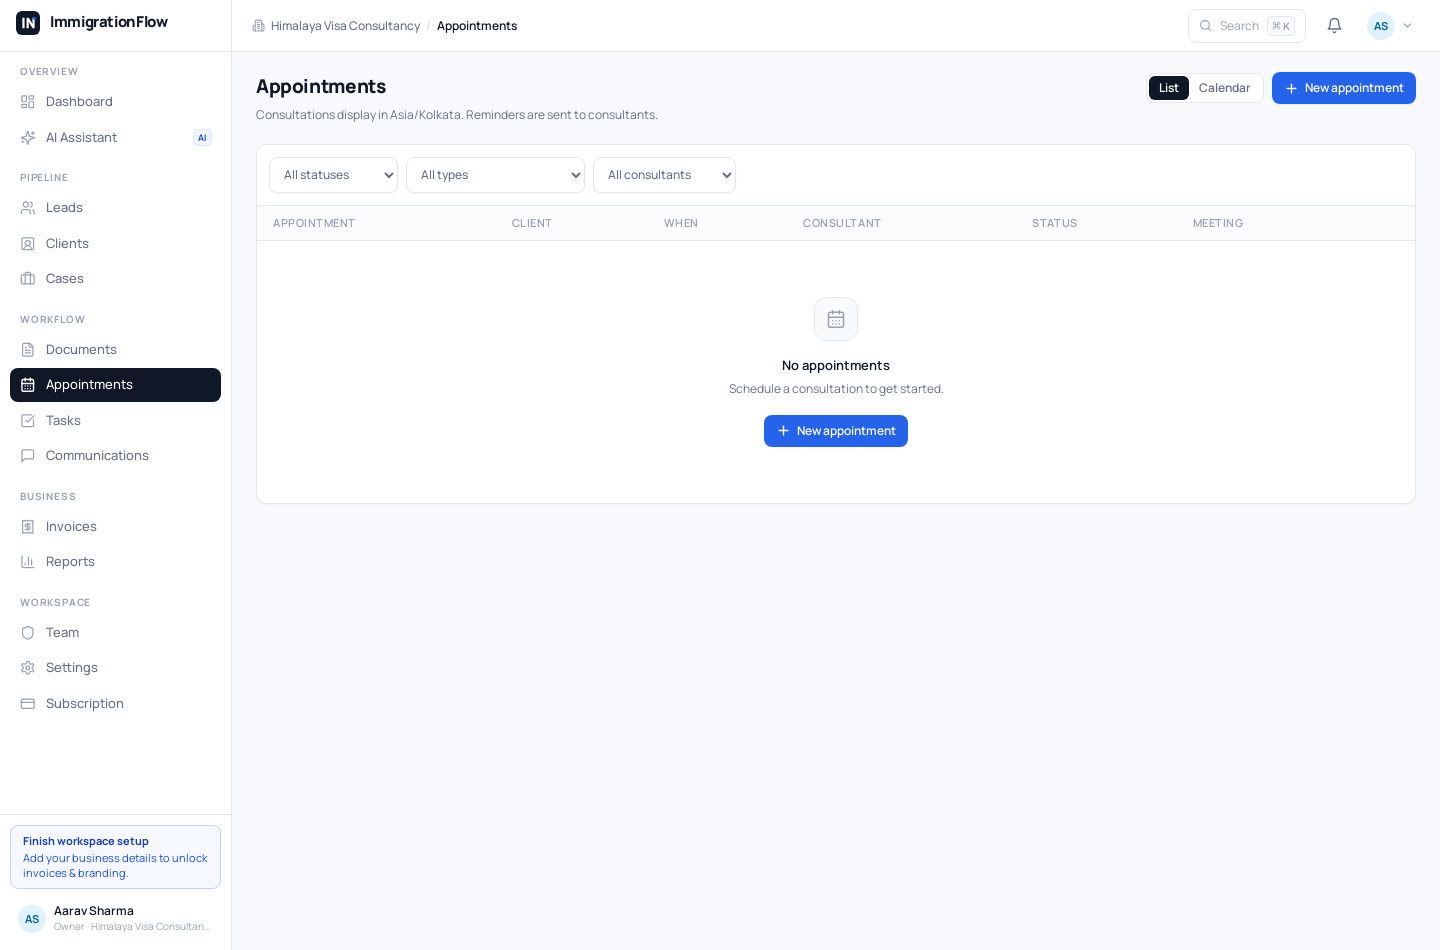 IN ImmigrationFlow
OVERVIEW
Dashboard
AI Assistant AI
PIPELINE
Leads
Clients
Cases
WORKFLOW
Documents
Appointments
Tasks
Communications
BUSINESS
Invoices
Reports
WORKSPACE
Team
Settings
Subscription
Finish workspace setup
Add your business details to unlock
invoices & branding.
AS Aarav Sharma
Owner · Himalaya Visa Consultan...
Himalaya Visa Consultancy / Appointments
Search ⌘ K
AS
Appointments
Consultations display in Asia/Kolkata. Reminders are sent to consultants.
List Calendar
+ New appointment
All statuses All types All consultants
APPOINTMENT CLIENT WHEN CONSULTANT STATUS MEETING
No appointments
Schedule a consultation to get started.
+ New appointment